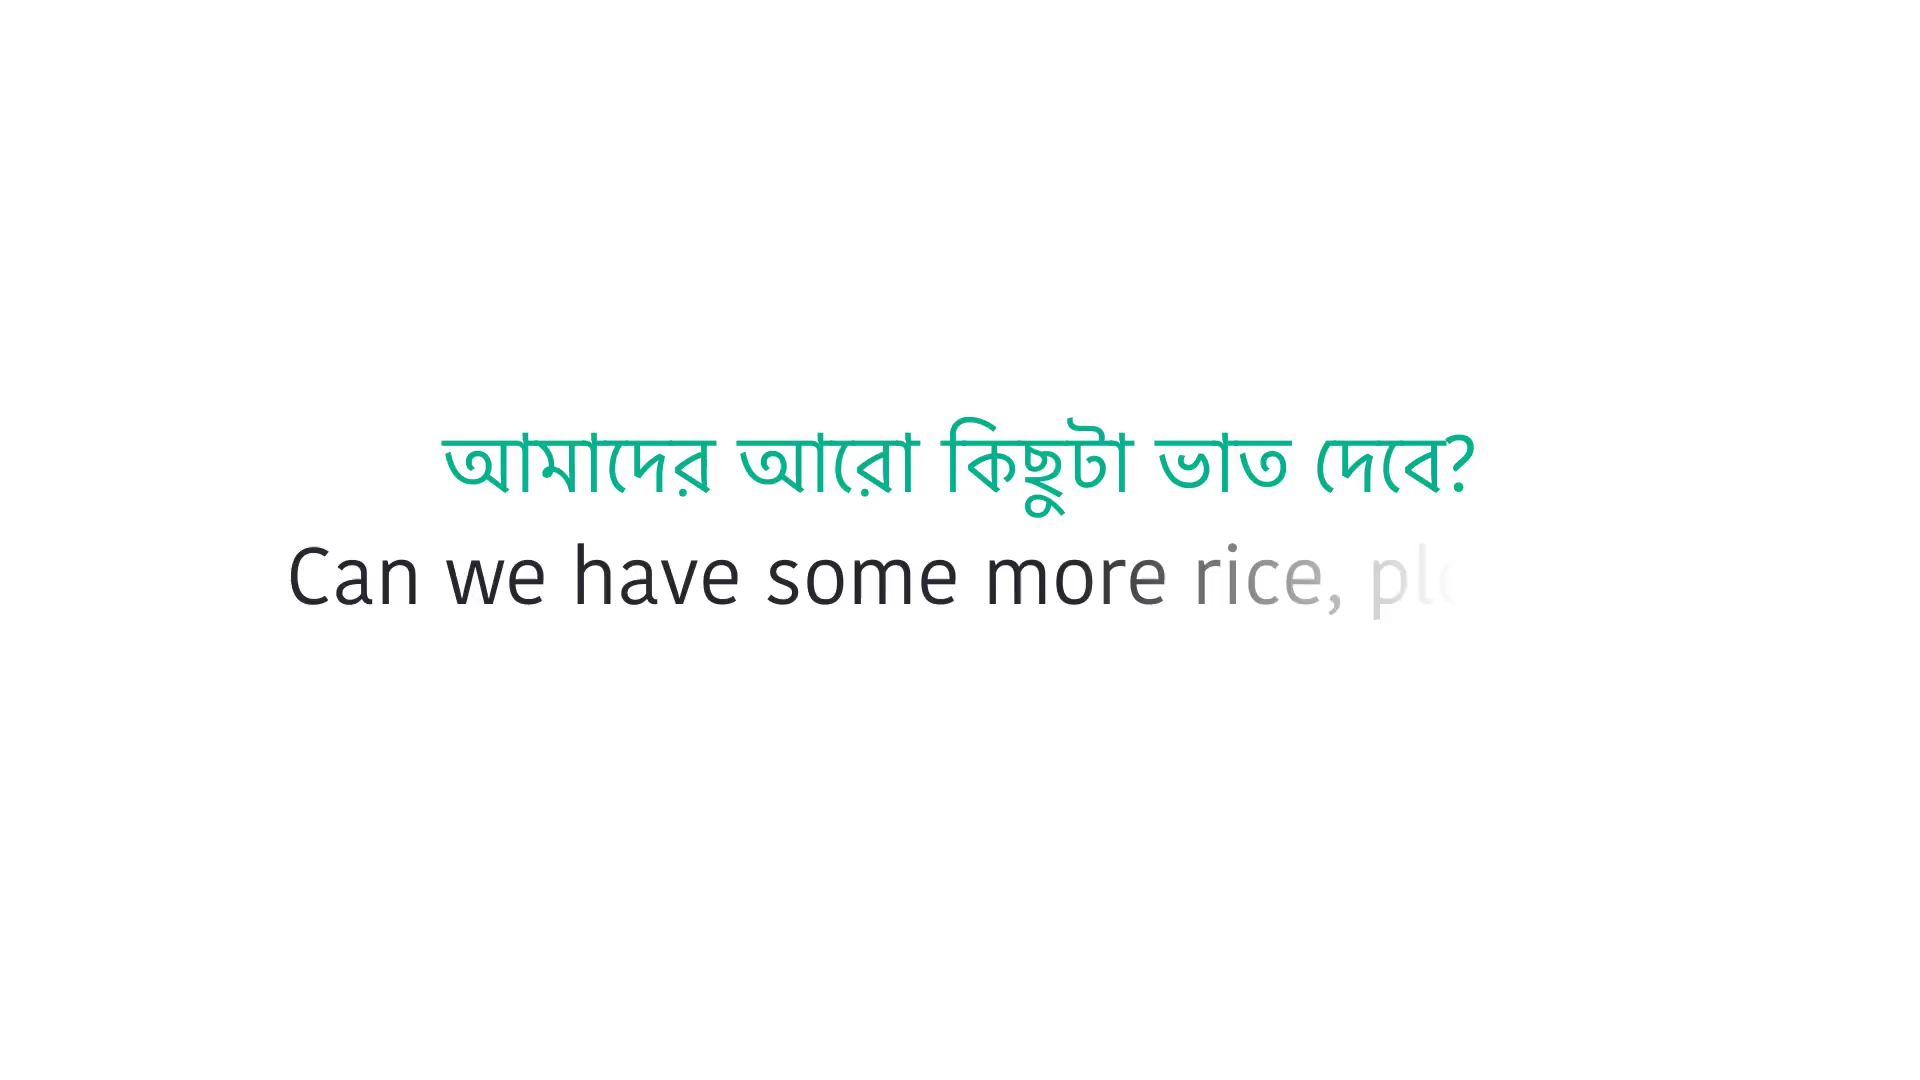 আমাদের আরো কিছুটা ভাত দেবে?
Can we have some more rice,